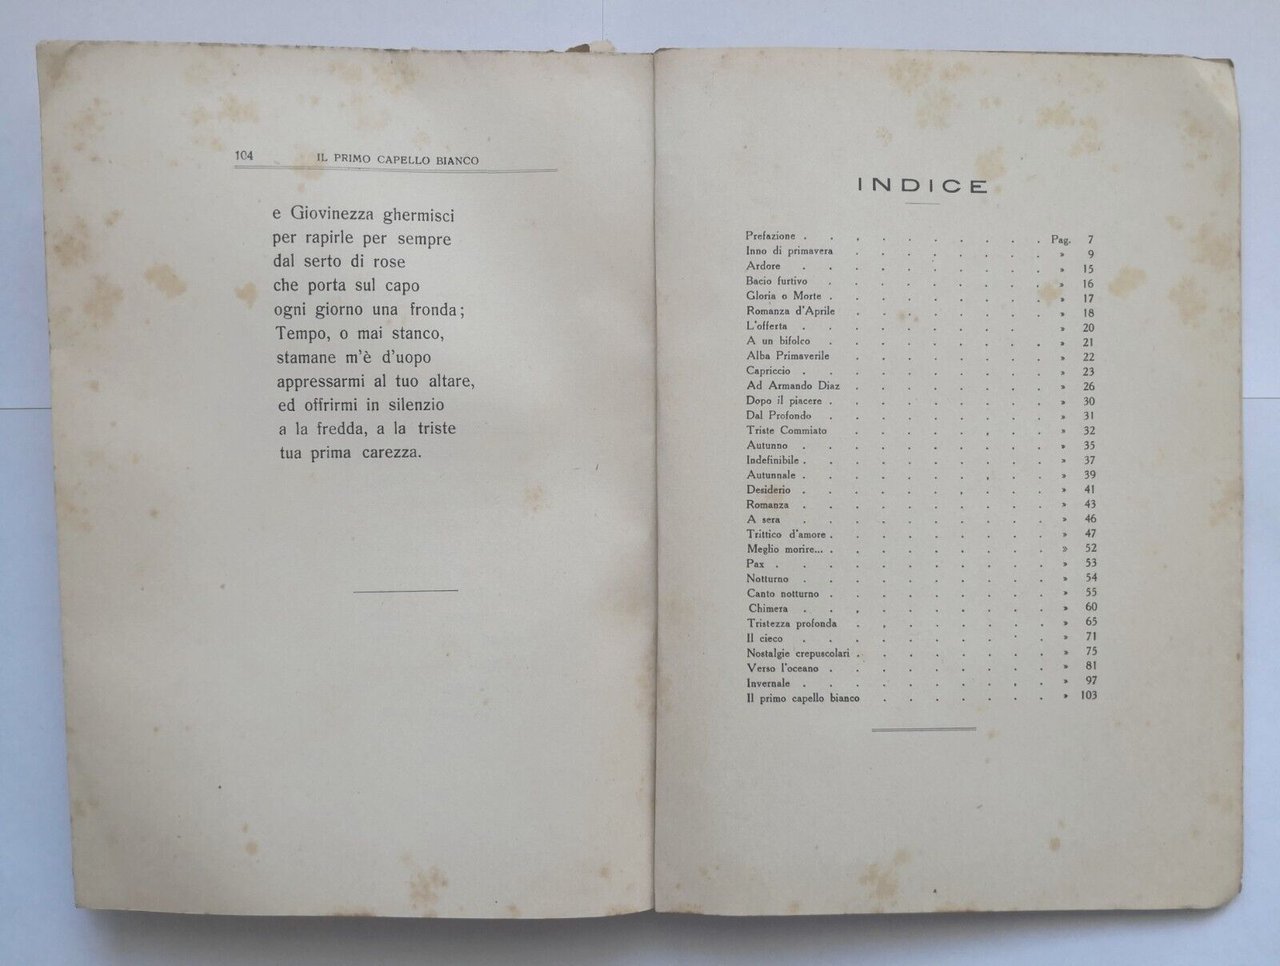 104 IL PRIMO CAPELLO BIANCO
e Giovinezza ghermisci
per rapirle per sempre
dal serto di rose
che porta sul capo
ogni giorno una fronda;
Tempo, o mai stanco,
stamane m'è d'uopo
appressarmi al tuo altare,
ed offrirmi in silenzio
a la fredda, a la triste
tua prima carezza.
INDICE
Prefazione . . . . . . . . . . Pag. 7
Inno di primavera . . . . . . . . » 9
Ardore . . . . . . . . . . » 15
Bacio furtivo . . . . . . . . . » 16
Gloria o Morte . . . . . . . . . » 17
Romanza d'Aprile . . . . . . . . » 18
L'offerta . . . . . . . . . . » 20
A un bifolco . . . . . . . . . » 21
Alba Primaverile . . . . . . . . » 22
Capriccio . . . . . . . . . . » 23
Ad Armando Diaz . . . . . . . . » 26
Dopo il piacere . . . . . . . . . » 30
Dal Profondo . . . . . . . . . » 31
Triste Commiato . . . . . . . . » 32
Autunno . . . . . . . . . . » 35
Indefinibile . . . . . . . . . . » 37
Autunnale . . . . . . . . . . » 39
Desiderio . . . . . . . . . . » 41
Romanza . . . . . . . . . . » 43
A sera . . . . . . . . . . » 46
Trittico d'amore . . . . . . . . . » 47
Meglio morire... . . . . . . . . . » 52
Pax . . . . . . . . . . . » 53
Notturno . . . . . . . . . . » 54
Canto notturno . . . . . . . . . » 55
Chimera . . . . . . . . . . » 60
Tristezza profonda . . . . . . . . » 65
Il cieco . . . . . . . . . . » 71
Nostalgie crepuscolari . . . . . . . . » 75
Verso l'oceano . . . . . . . . . » 81
Invernale . . . . . . . . . . » 97
Il primo capello bianco . . . . . . . » 103